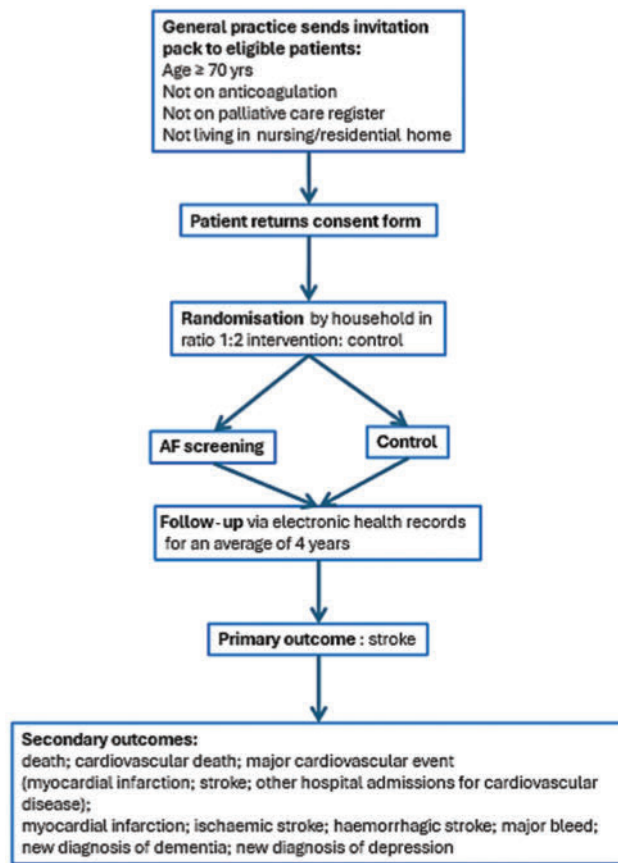 General practice sends invitation
pack to eligible patients:
Age ≥ 70 yrs
Not on anticoagulation
Not on palliative care register
Not living in nursing/residential home
Patient returns consent form
Randomisation by household in
ratio 1:2 intervention: control
AF screening
Control
Follow-up via electronic health records
for an average of 4 years
Primary outcome : stroke
Secondary outcomes:
death; cardiovascular death; major cardiovascular event
(myocardial infarction; stroke; other hospital admissions for cardiovascular
disease);
myocardial infarction; ischaemic stroke; haemorrhagic stroke; major bleed;
new diagnosis of dementia; new diagnosis of depression